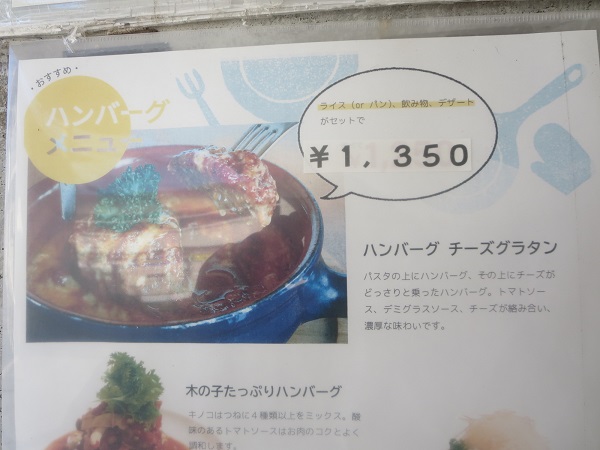 ・おすすめ・
ハンバーグ
メニュー
ライス（or パン）、飲み物、デザート
がセットで
¥1, 350
ハンバーグ チーズグラタン
パスタの上にハンバーグ、その上にチーズが
どっさりと乗ったハンバーグ。トマトソー
ス、デミグラスソース、チーズが絡み合い、
濃厚な味わいです。
木の子たっぷりハンバーグ
キノコはつねに４種類以上をミックス。酸
味のあるトマトソースはお肉のコクとよく
調和します。